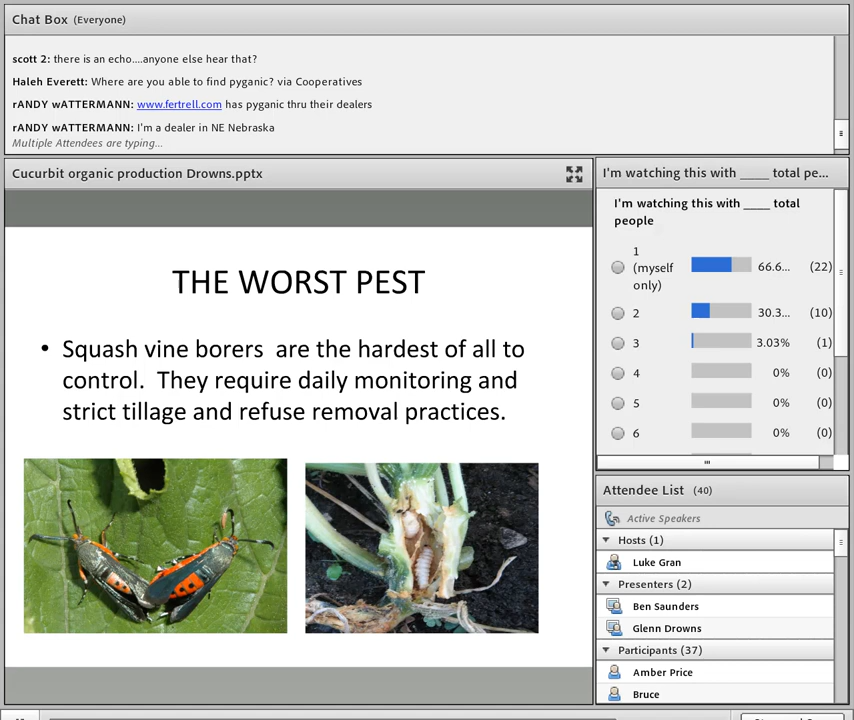 Chat Box (Everyone)
scott 2: there is an echo....anyone else hear that?
Haleh Everett: Where are you able to find pyganic? via Cooperatives
rANDY wATTERMANN: www.fertrell.com has pyganic thru their dealers
rANDY wATTERMANN: I'm a dealer in NE Nebraska
Multiple Attendees are typing...
Cucurbit organic production Drowns.pptx
THE WORST PEST
• Squash vine borers are the hardest of all to
control. They require daily monitoring and
strict tillage and refuse removal practices.
I'm watching this with ____ total pe...
I'm watching this with ____ total
people
1
(myself
only) 66.6... (22)
2 30.3... (10)
3 3.03% (1)
4 0% (0)
5 0% (0)
6 0% (0)
Attendee List (40)
Active Speakers
Hosts (1)
Luke Gran
Presenters (2)
Ben Saunders
Glenn Drowns
Participants (37)
Amber Price
Bruce